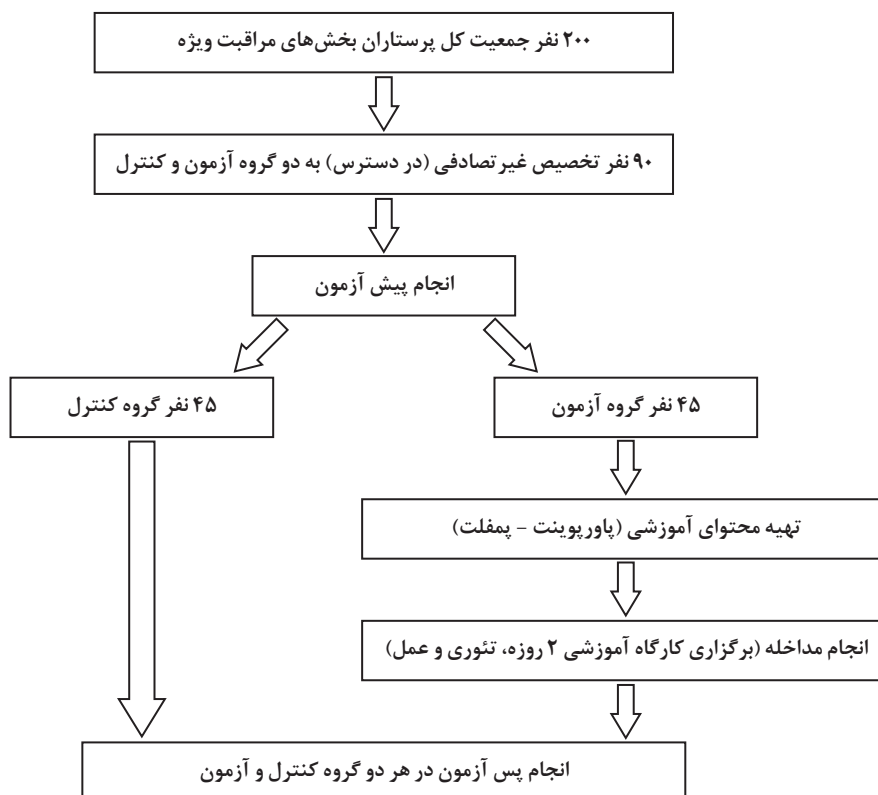 ۲۰۰ نفر جمعیت کل پرستاران بخش‌های مراقبت ویژه
۹۰ نفر تخصیص غیرتصادفی (در دسترس) به دو گروه آزمون و کنترل
انجام پیش آزمون
۴۵ نفر گروه آزمون
۴۵ نفر گروه کنترل
تهیه محتوای آموزشی (پاورپوینت - پمفلت)
انجام مداخله (برگزاری کارگاه آموزشی ۲ روزه، تئوری و عمل)
انجام پس آزمون در هر دو گروه کنترل و آزمون